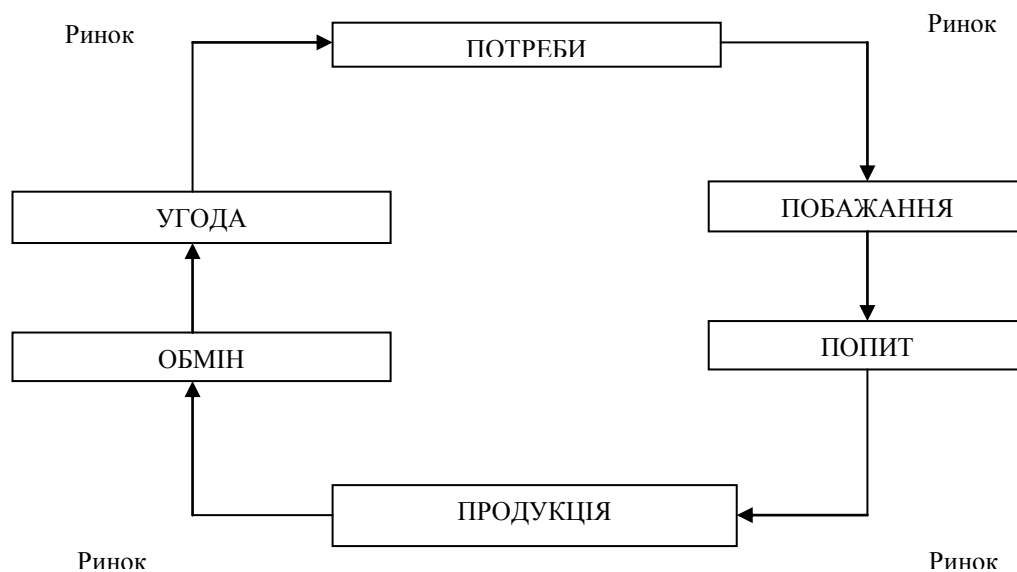 Ринок
Ринок
ПОТРЕБИ
УГОДА
ПОБАЖАННЯ
ОБМІН
ПОПИТ
ПРОДУКЦІЯ
Ринок
Ринок